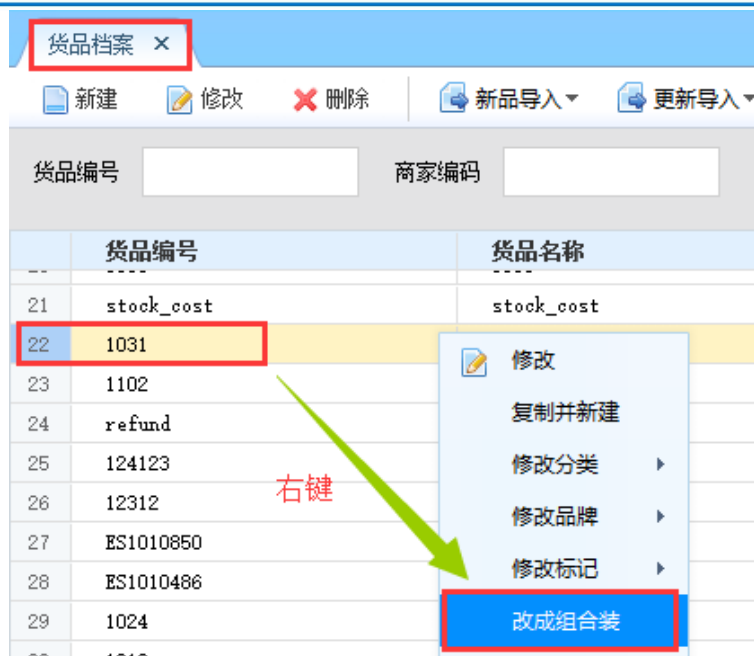 货品档案 ×
新建 修改 删除 新品导入 更新导入
货品编号 商家编码
货品编号 货品名称
21 stock_cost stock_cost
22 1031
修改
23 1102
复制并新建
24 refund
25 124123
修改分类
右键
26 12312
修改品牌
27 ES1010850
修改标记
28 ES1010486
29 1024
改成组合装